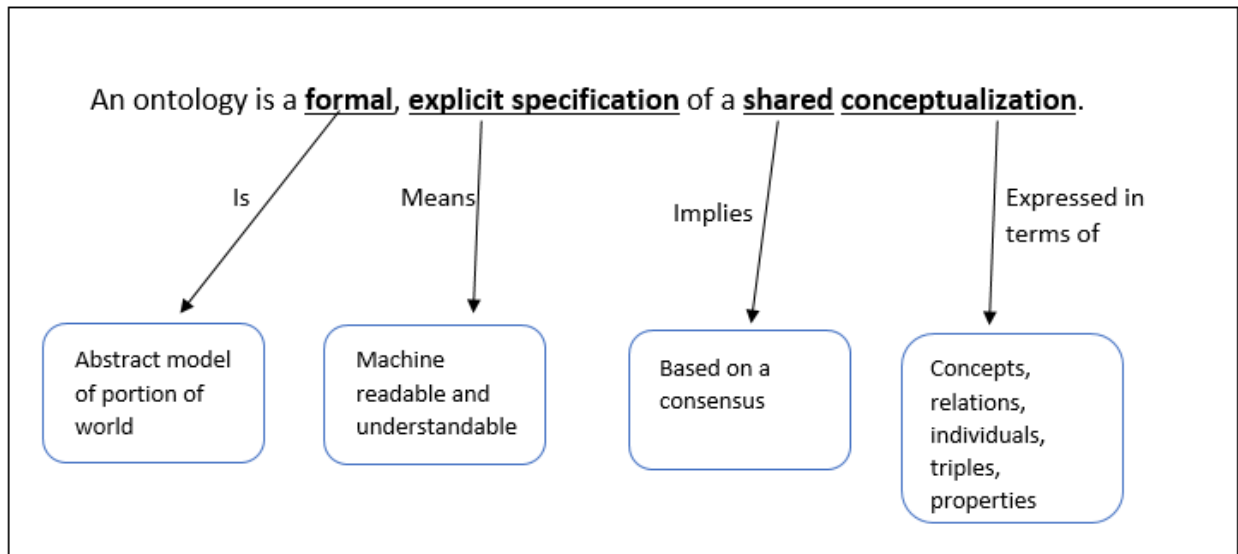 An ontology is a formal, explicit specification of a shared conceptualization.
Is
Means
Implies
Expressed in
terms of
Abstract model
of portion of
world
Machine
readable and
understandable
Based on a
consensus
Concepts,
relations,
individuals,
triples,
properties